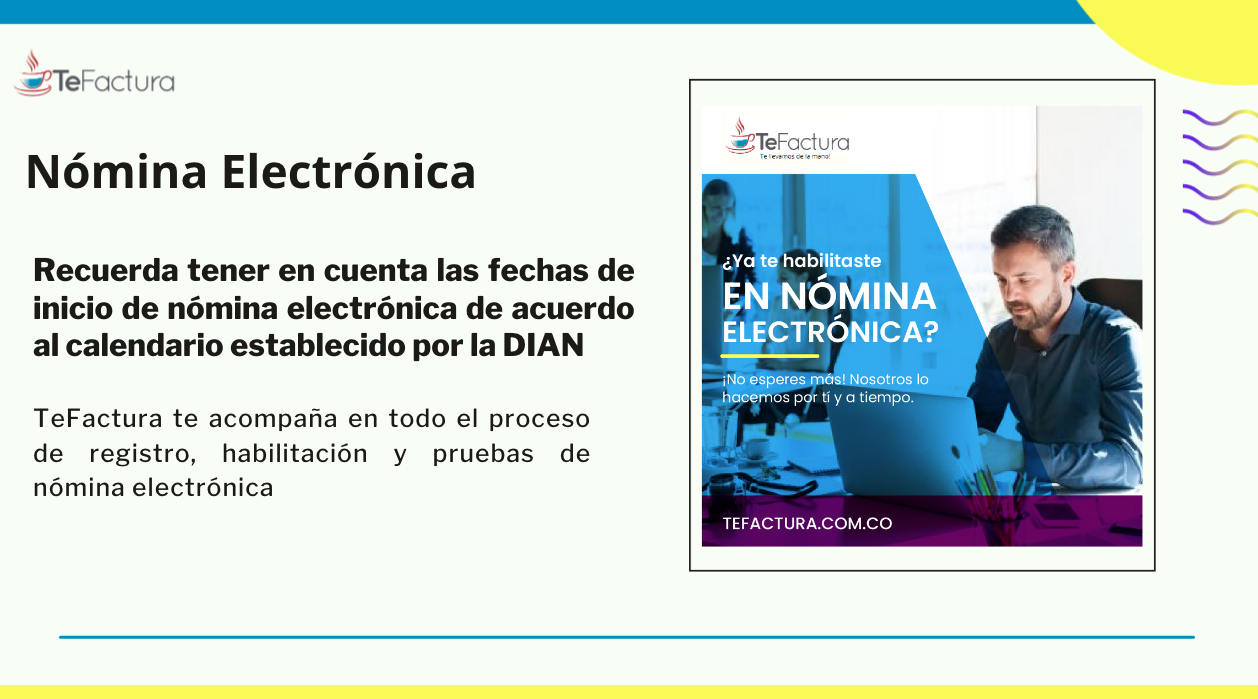 TeFactura
Nómina Electrónica
Recuerda tener en cuenta las fechas de
inicio de nómina electrónica de acuerdo
al calendario establecido por la DIAN
TeFactura te acompaña en todo el proceso
de registro, habilitación y pruebas de
nómina electrónica
TeFactura
Te llevamos de la mano!
¿Ya te habilitaste
EN NÓMINA
ELECTRÓNICA?
¡No esperes más! Nosotros lo
hacemos por tí y a tiempo.
TEFACTURA.COM.CO